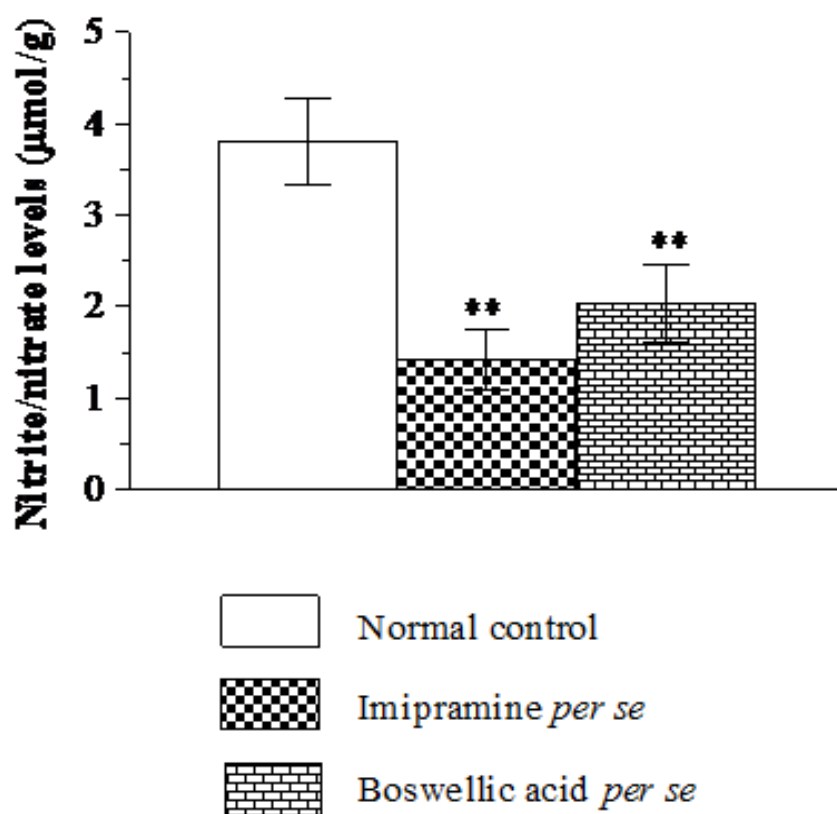 Nitrite/nitrate levels (μmol/g)
5
4
3
2
1
0
**
**
Normal control
Imipramine per se
Boswellic acid per se